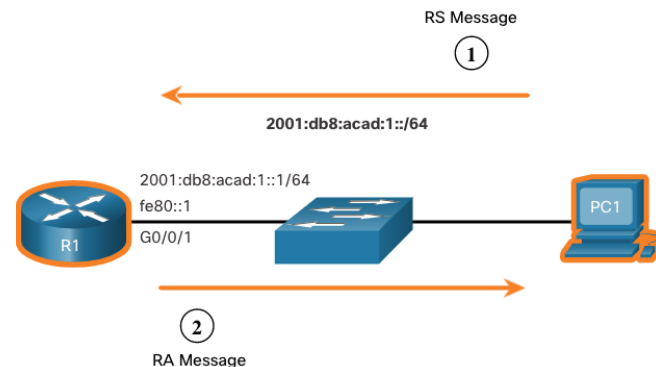 RS Message
1
2001:db8:acad:1::/64
2001:db8:acad:1::1/64
fe80::1
G0/0/1
R1
PC1
2
RA Message